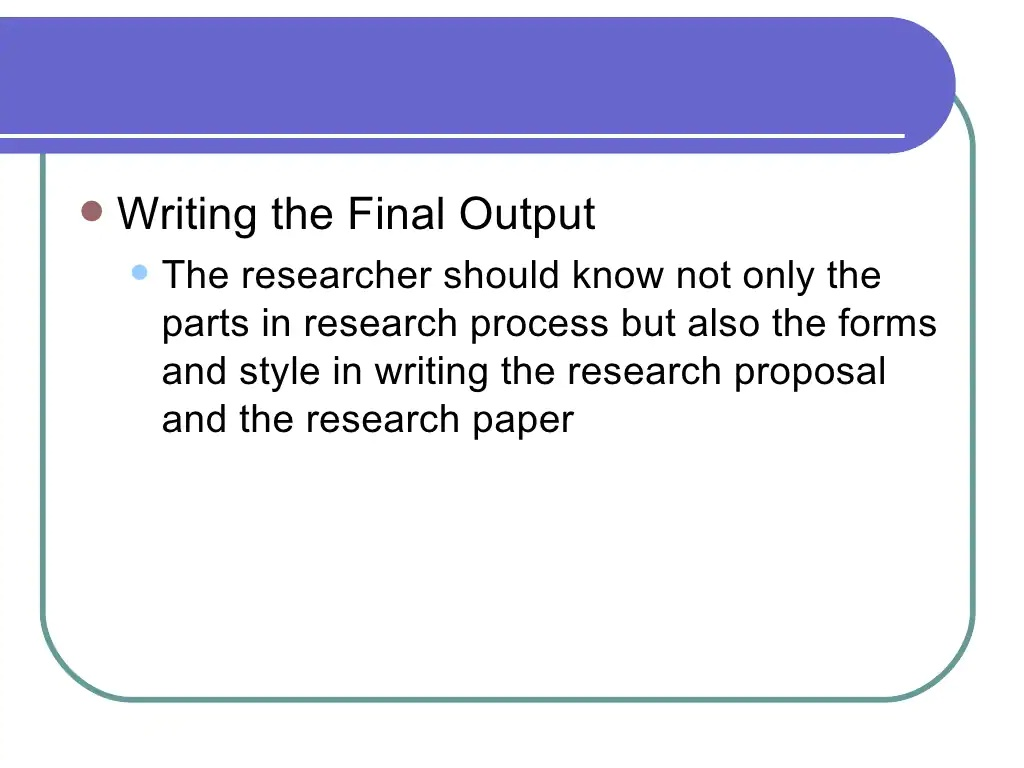 Writing the Final Output
The researcher should know not only the
parts in research process but also the forms
and style in writing the research proposal
and the research paper